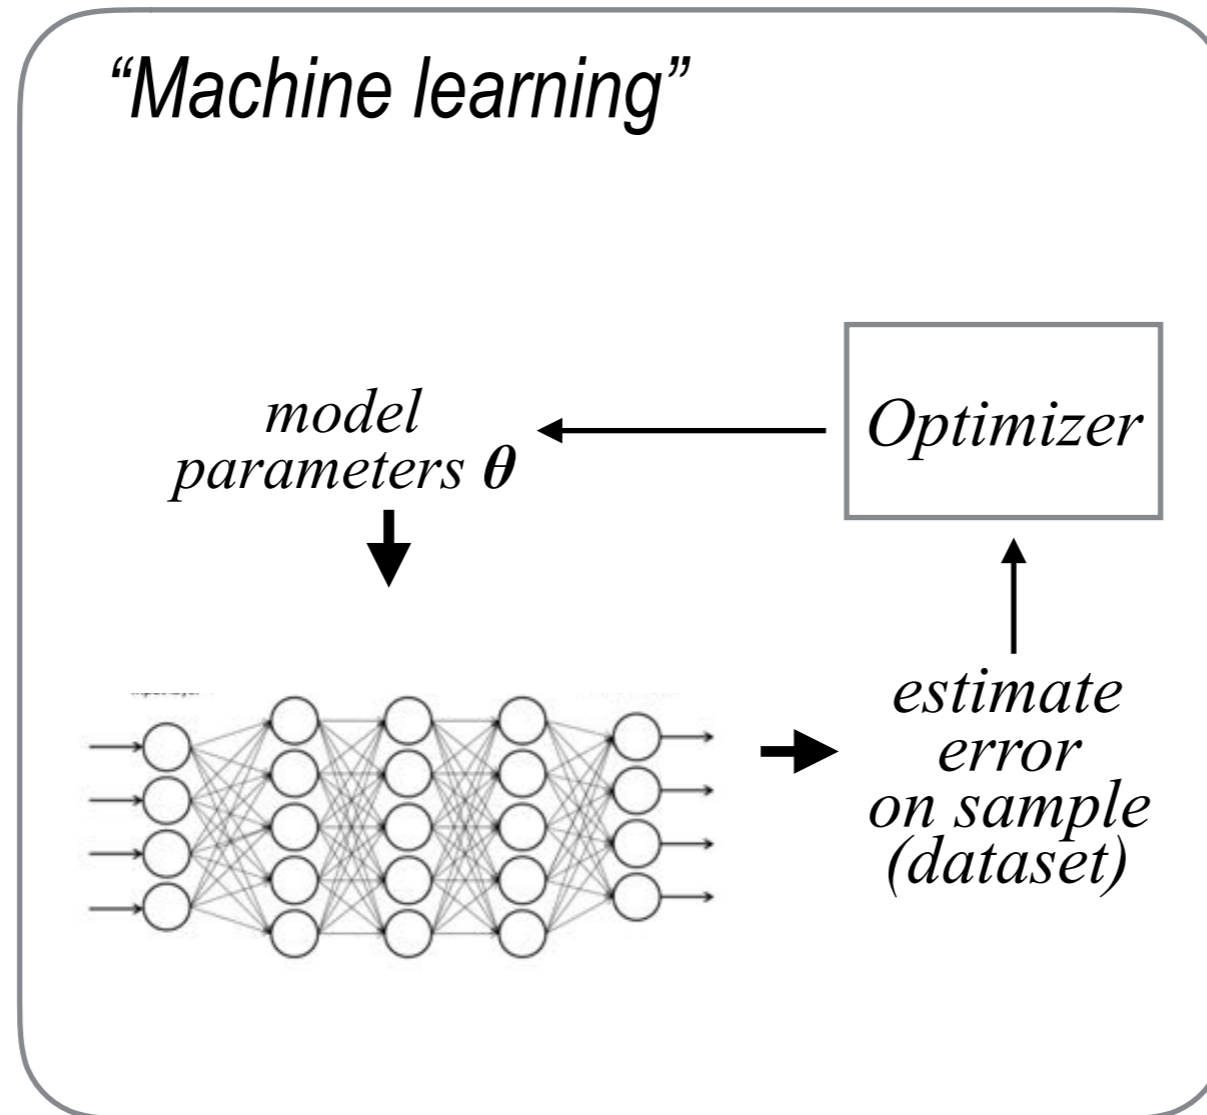 “Machine learning”
model
parameters θ
Optimizer
estimate
error
on sample
(dataset)